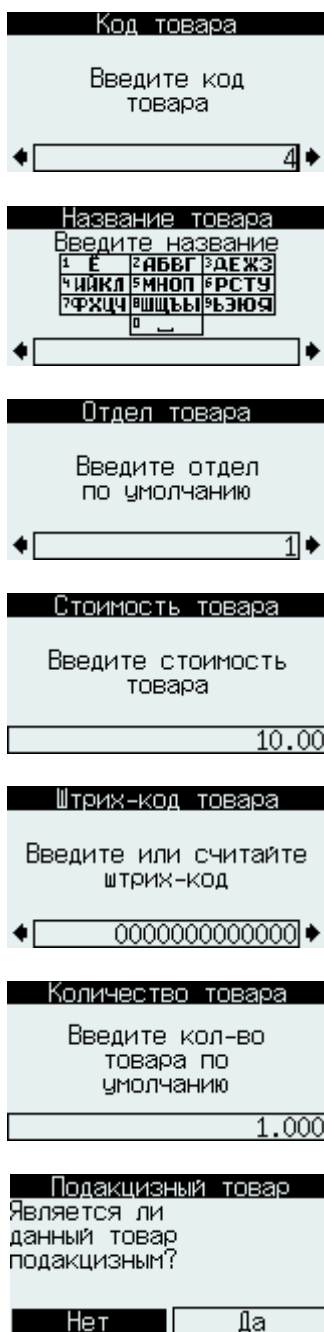 Код товара
Введите код
товара
4
Название товара
Введите название
1 Ё 2АБВГ 3ДЕЖЗ
4ИЙКЛ 5МНОП 6РСТУ
7ФХЦЧ 8ШЩЪЫ 9ЬЭЮЯ
0
Отдел товара
Введите отдел
по умолчанию
1
Стоимость товара
Введите стоимость
товара
10.00
Штрих-код товара
Введите или считайте
штрих-код
0000000000000
Количество товара
Введите кол-во
товара по
умолчанию
1.000
Подакцизный товар
Является ли
данный товар
подакцизным?
Нет Да